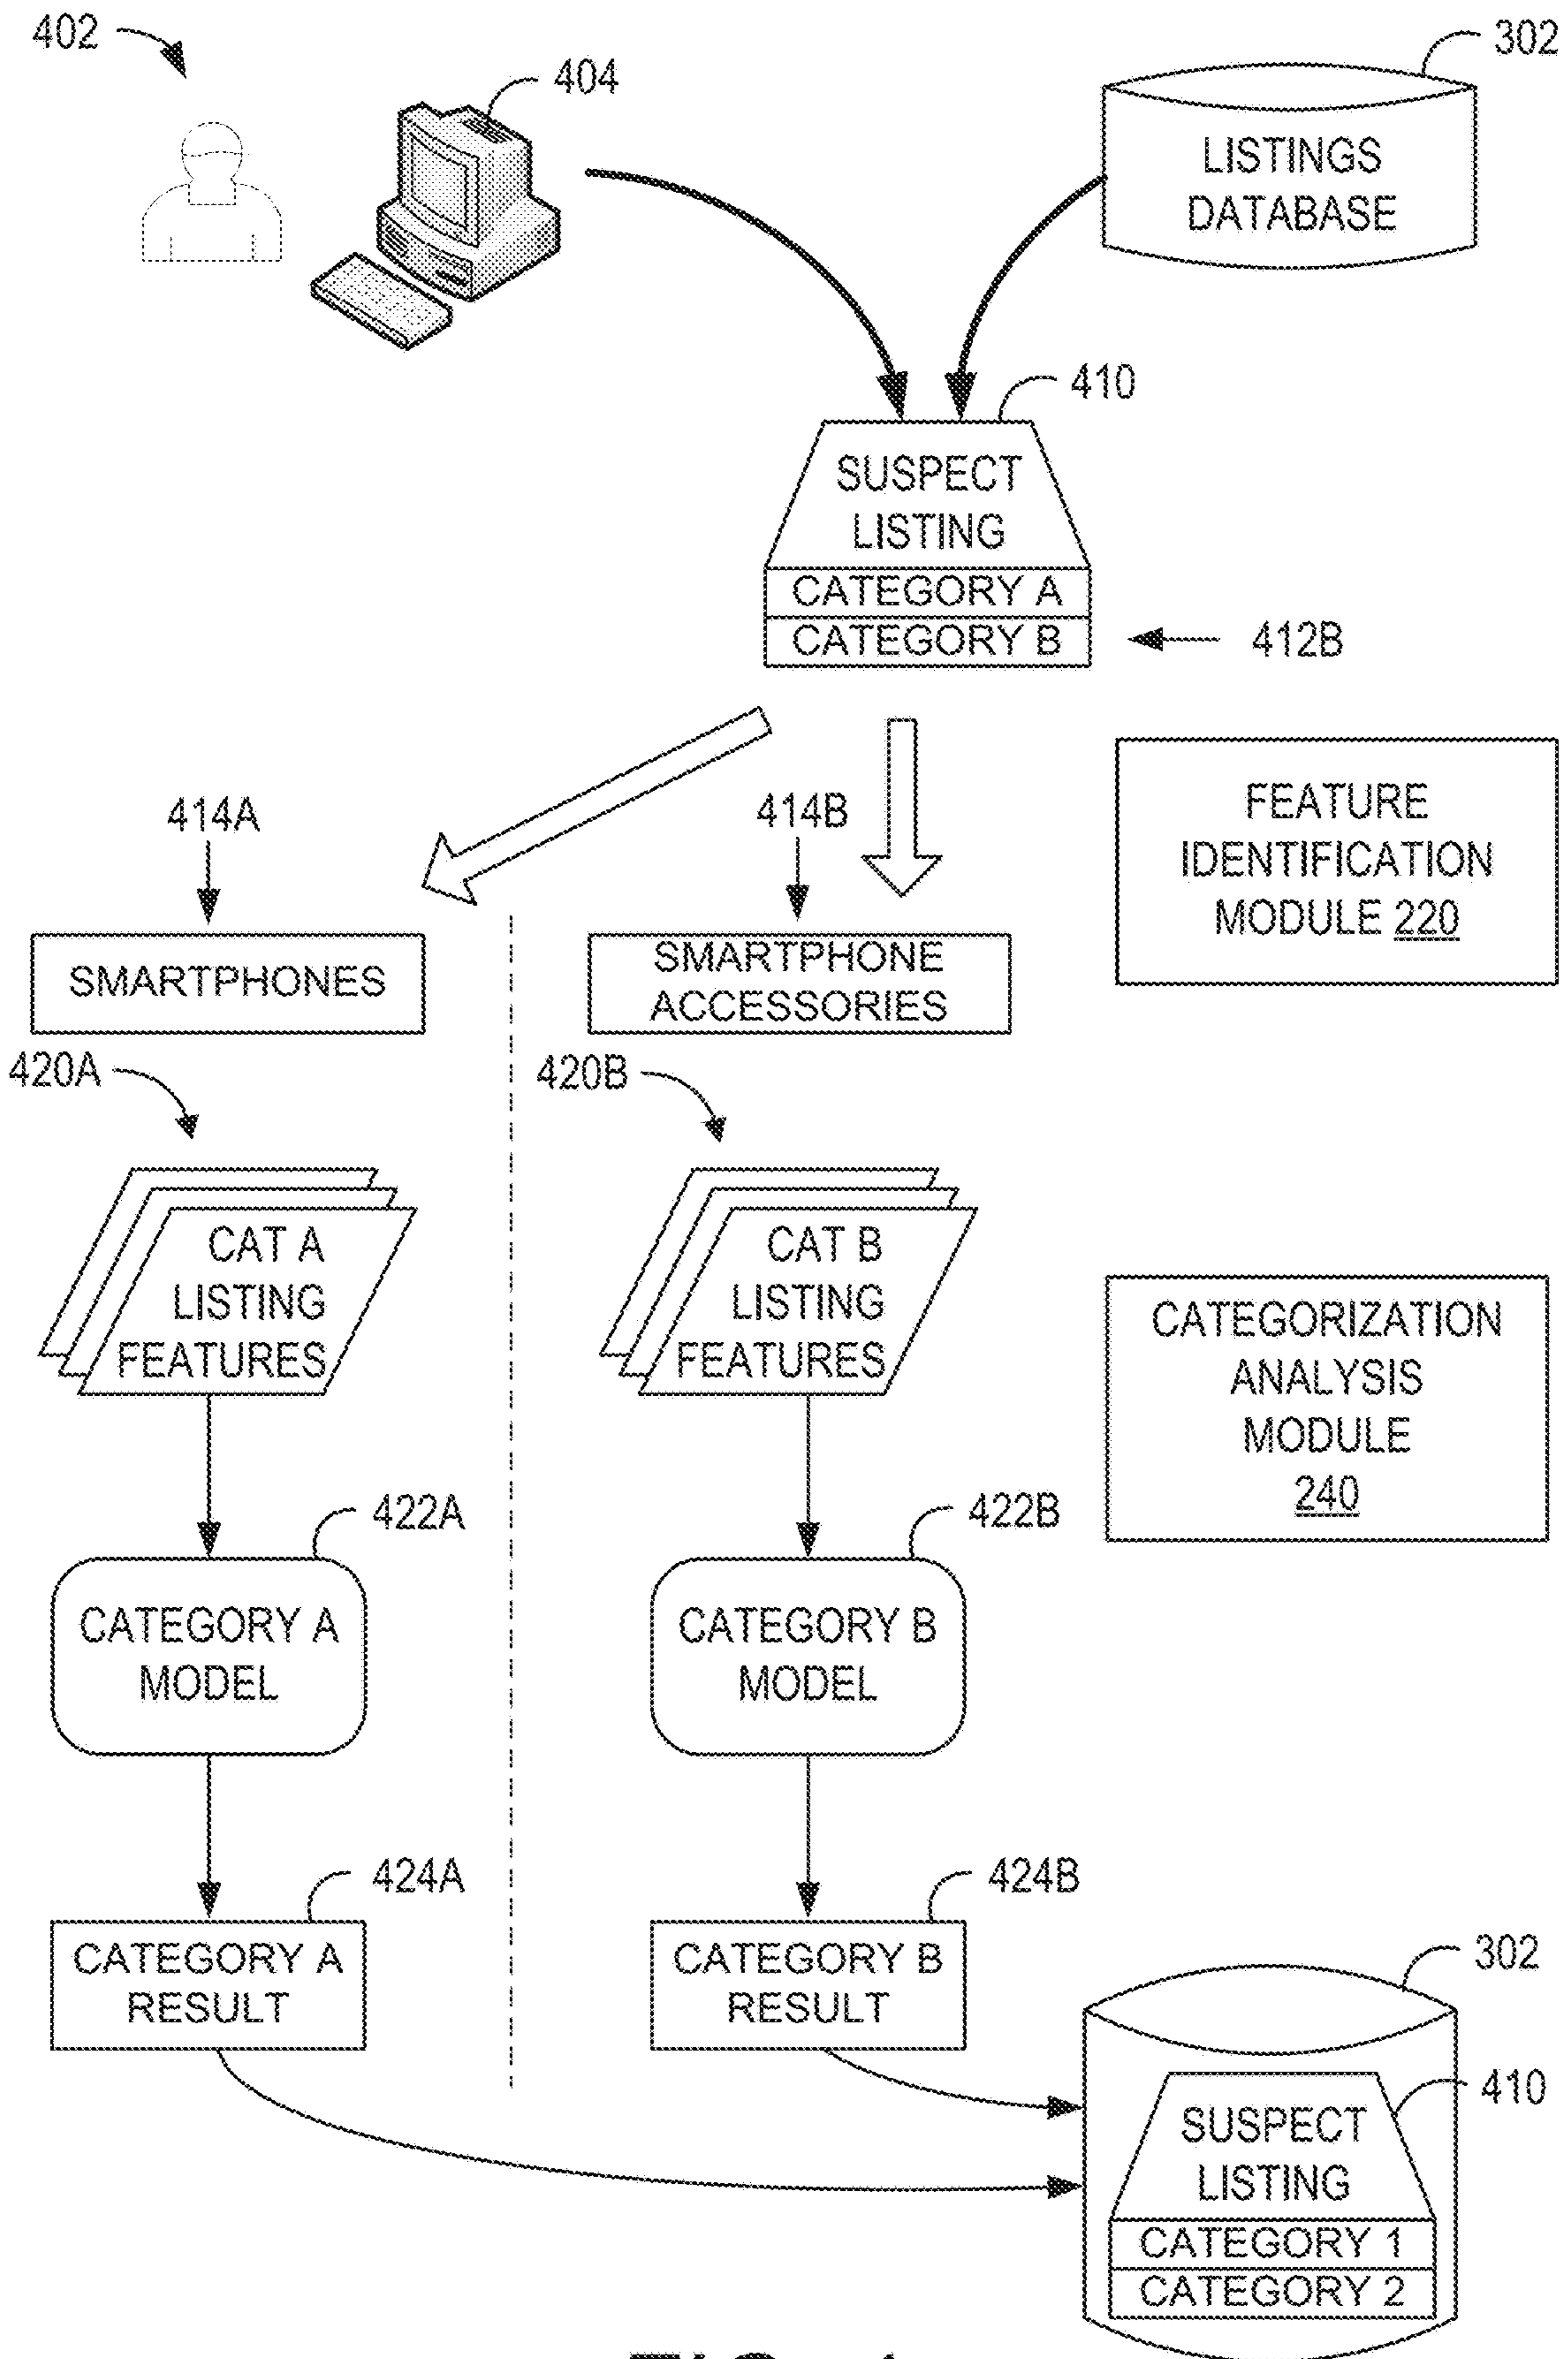 402
404
302
LISTINGS
DATABASE
410
SUSPECT
LISTING
CATEGORY A
CATEGORY B
412B
414A
414B
FEATURE
IDENTIFICATION
MODULE 220
SMARTPHONES
SMARTPHONE
ACCESSORIES
420A
420B
CAT A
LISTING
FEATURES
CAT B
LISTING
FEATURES
CATEGORIZATION
ANALYSIS
MODULE
240
422A
422B
CATEGORY A
MODEL
CATEGORY B
MODEL
424A
424B
CATEGORY A
RESULT
CATEGORY B
RESULT
302
410
SUSPECT
LISTING
CATEGORY 1
CATEGORY 2